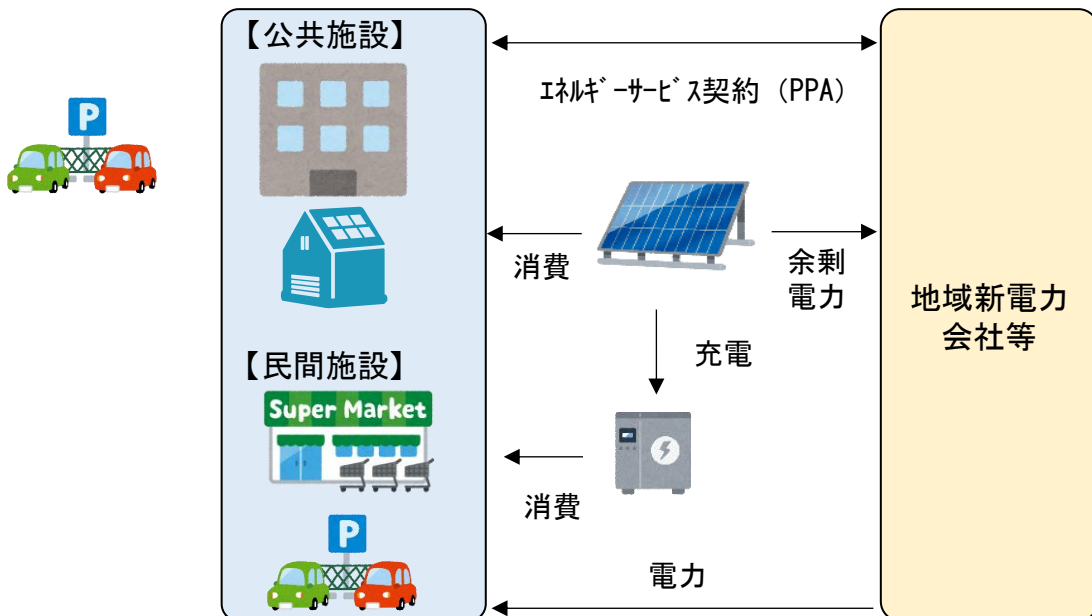 【公共施設】
エネルギーサービス契約（PPA）
P
消費
余剰
電力
地域新電力
会社等
充電
【民間施設】
Super Market
消費
P
電力